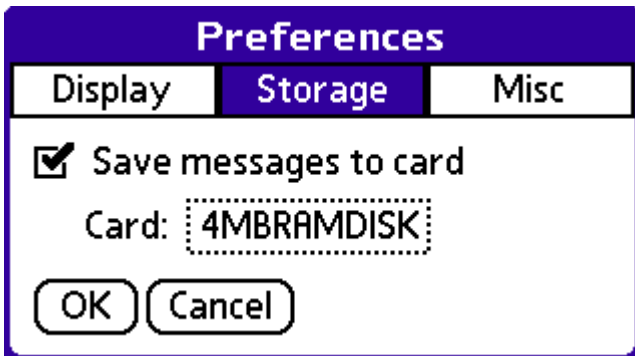 Preferences
Display Storage Misc
Save messages to card
Card: 4MBRAMDISK
OK Cancel